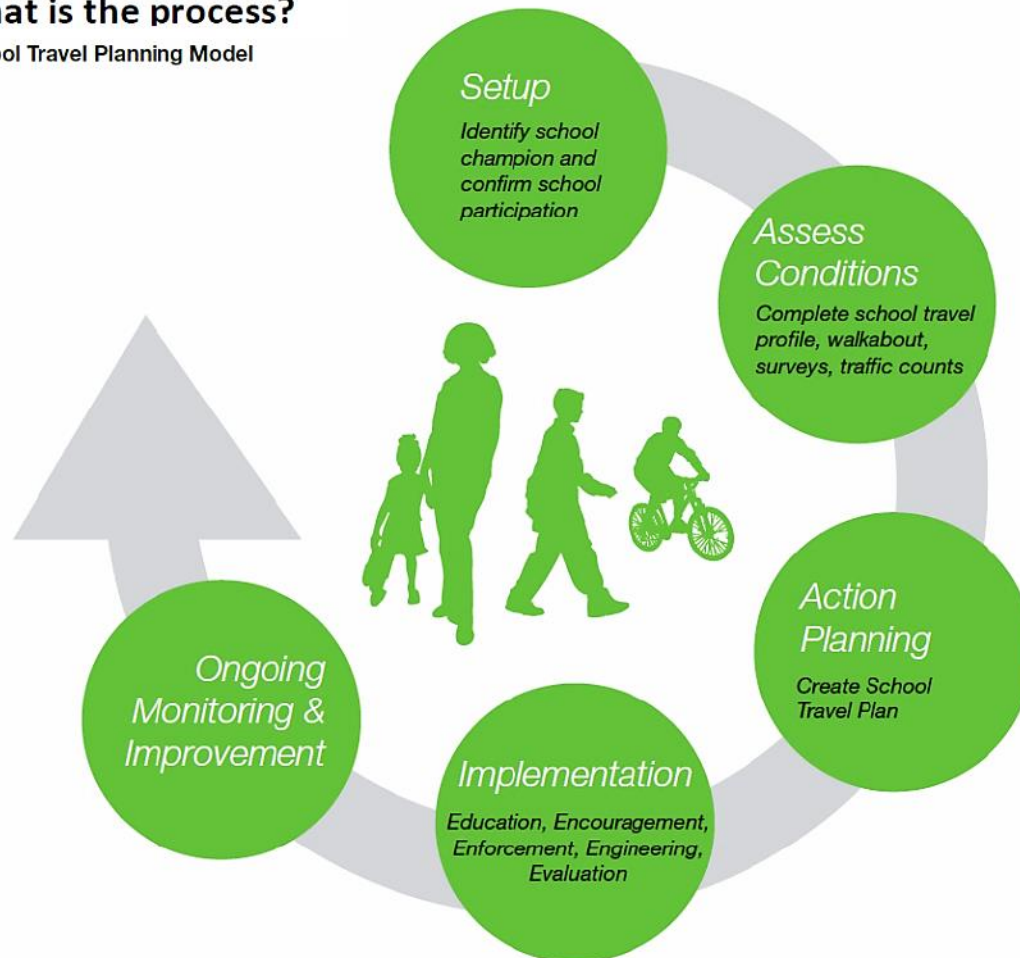 at is the process?
ol Travel Planning Model
Setup
Identify school
champion and
confirm school
participation
Assess
Conditions
Complete school travel
profile, walkabout,
surveys, traffic counts
Action
Planning
Create School
Travel Plan
Implementation
Education, Encouragement,
Enforcement, Engineering,
Evaluation
Ongoing
Monitoring &
Improvement